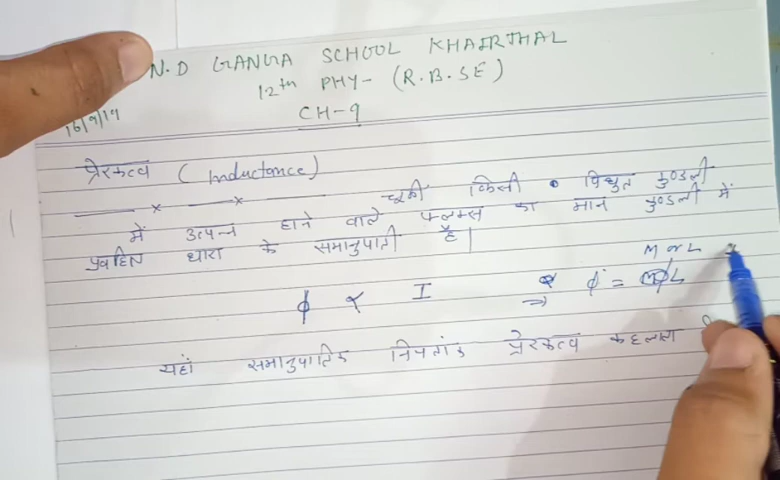 N.D GANGA SCHOOL KHAIRTHAL
12th PHY- (R.B.SE)
16/9/19
CH-9
प्रेरकत्व (Inductance)
चूकी किसी विधुत कुण्डली
में उत्पन्न होने वाले फ्लक्स का मान कुण्डली में
प्रवाहित धारा के समानुपाती है।
M or L
ϕ ∝ I ⇒ ϕ =
यहाँ समानुपातिक नियतांक प्रेरकत्व कहलाता